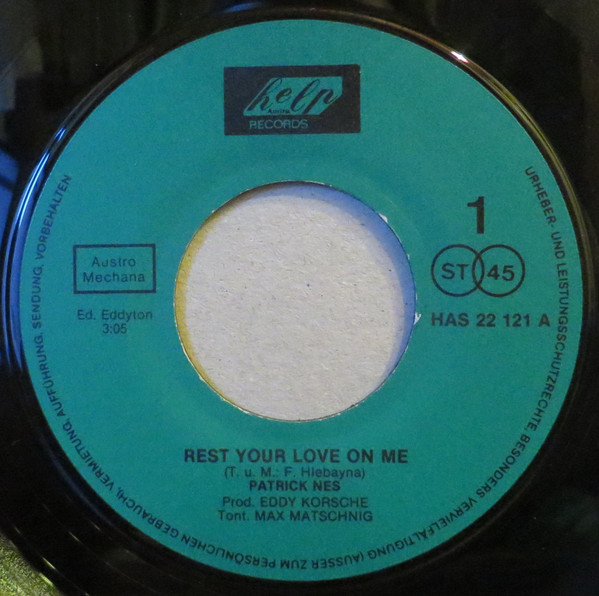 help
Austria
RECORDS
1
ST 45
HAS 22 121 A
Austro
Mechana
Ed. Eddyton
3:05
REST YOUR LOVE ON ME
(T. u. M.: F. Hlebayna)
PATRICK NES
Prod. EDDY KORSCHE
Tont. MAX MATSCHNIG
URHEBER- UND LEISTUNGSSCHUTZRECHTE, BESONDERS VERVIELFÄLTIGUNG (AUSSER ZUM PERSÖNLICHEN GEBRAUCH), VERMIETUNG, AUFFÜHRUNG, SENDUNG, VORBEHALTEN